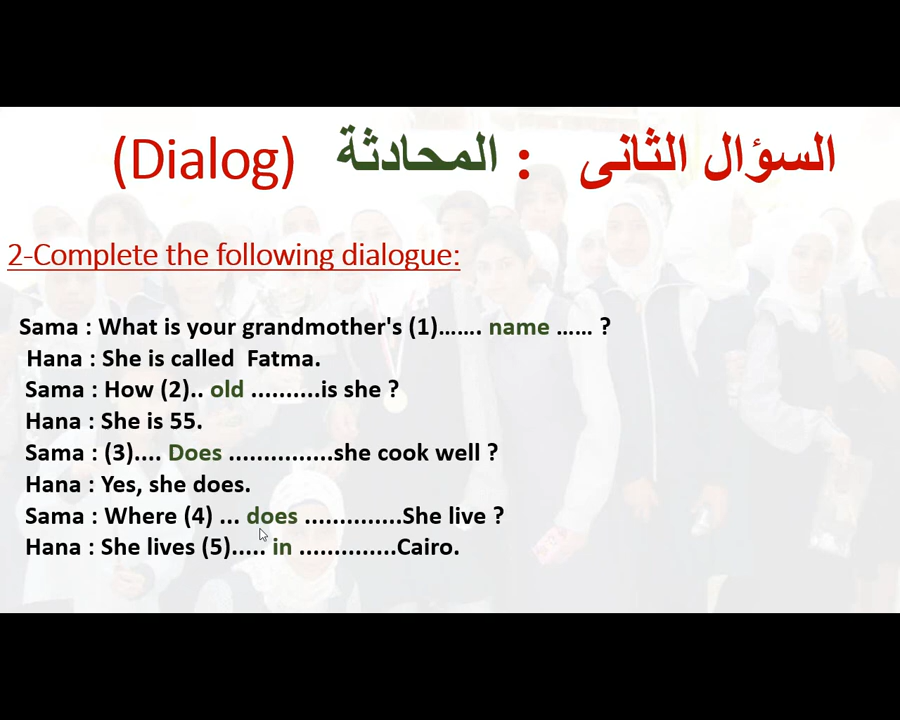 السؤال الثانى : المحادثة (Dialog)
2-Complete the following dialogue:
Sama : What is your grandmother's (1)....... name ...... ?
Hana : She is called Fatma.
Sama : How (2).. old ..........is she ?
Hana : She is 55.
Sama : (3).... Does ...............she cook well ?
Hana : Yes, she does.
Sama : Where (4) ... does ..............She live ?
Hana : She lives (5)..... in ..............Cairo.